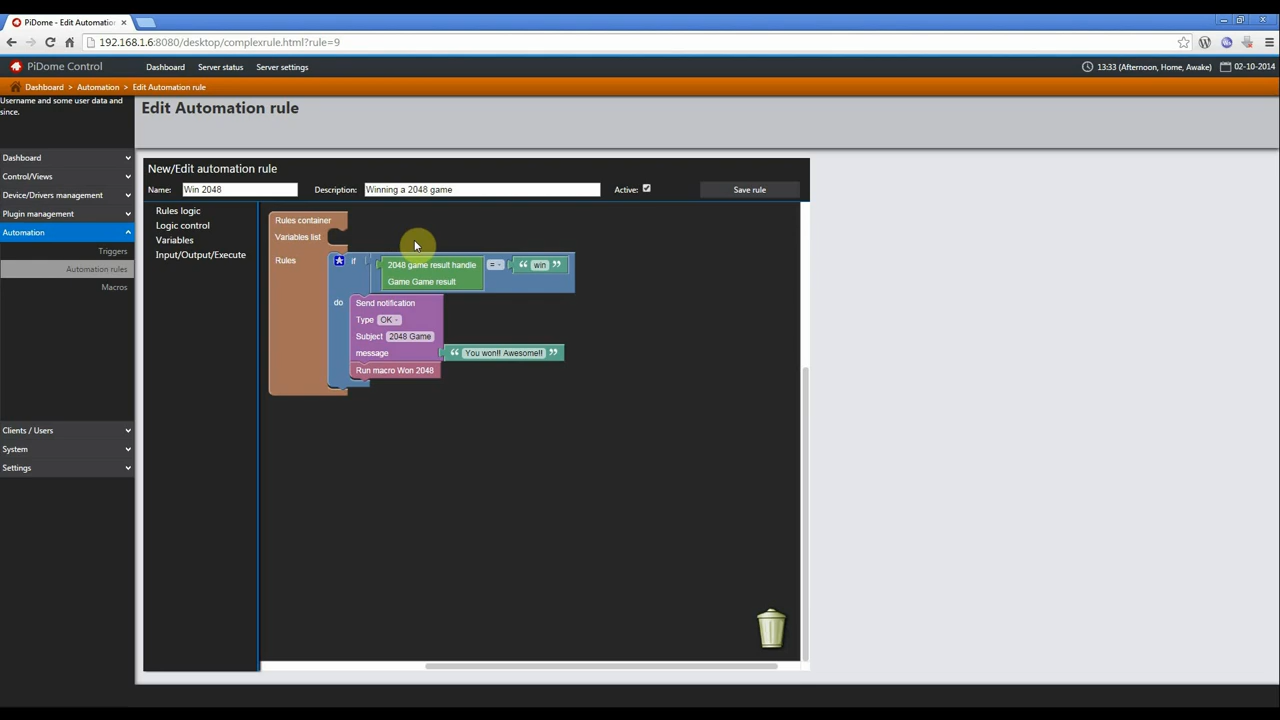 PiDome - Edit Automation
192.168.1.6:8080/desktop/complexrule.html?rule=9
PiDome Control
Dashboard
Server status
Server settings
13:33 (Afternoon, Home, Awake)
02-10-2014
Dashboard > Automation > Edit Automation rule
Username and some user data and
since.
Edit Automation rule
Dashboard
Control/Views
Device/Drivers management
Plugin management
Automation
Triggers
Automation rules
Macros
Clients / Users
System
Settings
New/Edit automation rule
Name: Win 2048 Description: Winning a 2048 game Active: Save rule
Rules logic
Logic control
Variables
Input/Output/Execute
Rules container
Variables list
Rules
if 2048 game result handle = “ win ”
Game Game result
do Send notification
Type OK
Subject 2048 Game
message “ You won!! Awesome!! ”
Run macro Won 2048